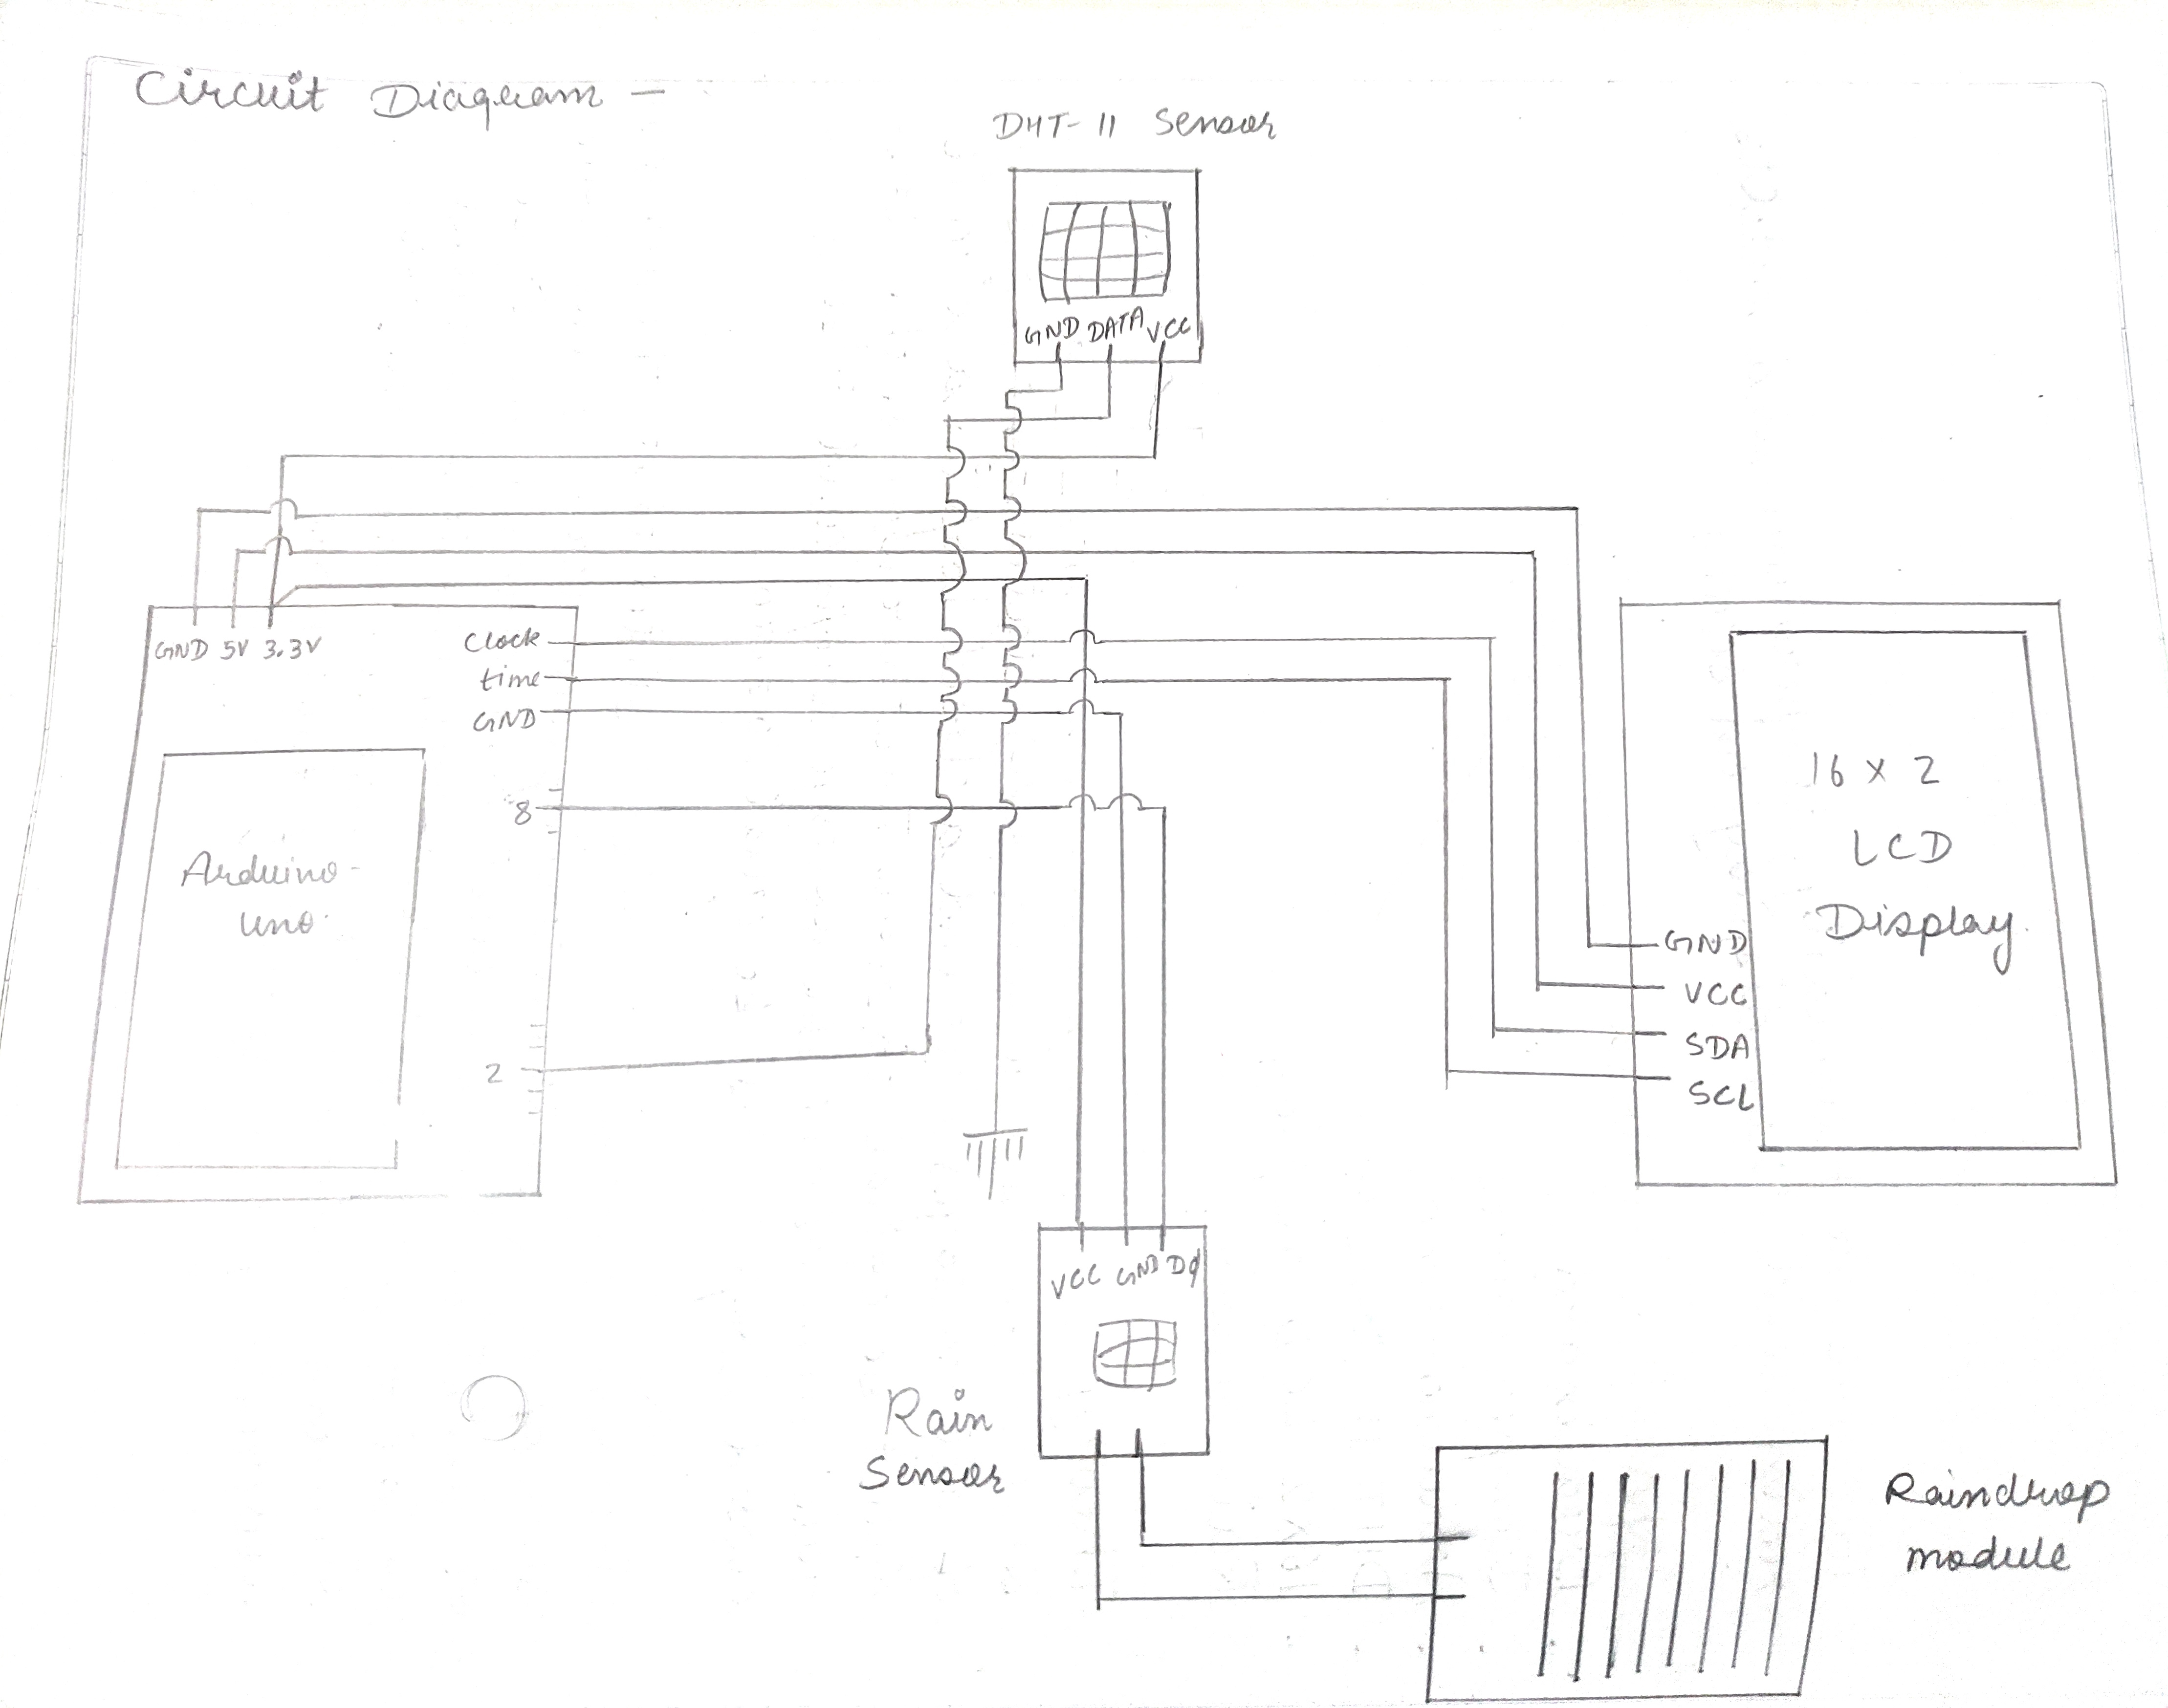 Circuit Diagram -
DHT-11 Sensor
GND DATA VCC
GND 5V 3.3V
Clock
time
GND
8
Arduino-
uno.
2
16 x 2
LCD
Display.
GND
VCC
SDA
SCL
VCC GND DØ
Rain
Sensor
Raindrop
module